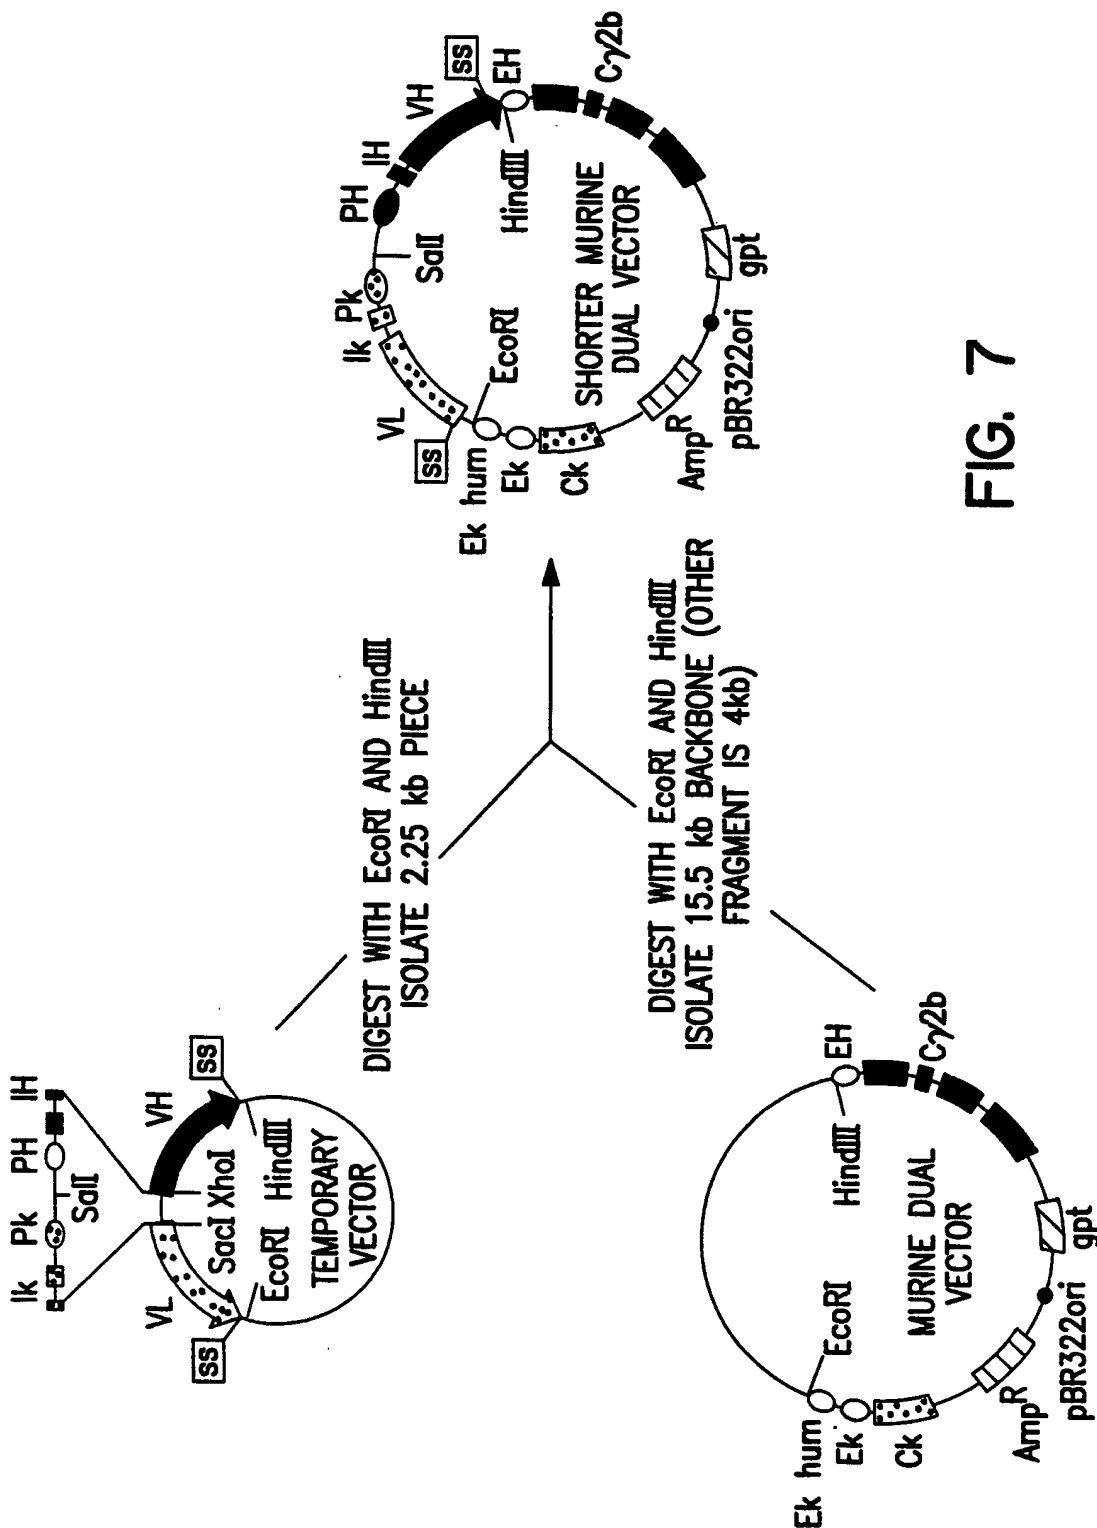 Ik
Pk
PH
IH
SalI
VL
VH
SacI
XhoI
ss
ss
EcoRI
HindIII
TEMPORARY
VECTOR
DIGEST WITH EcoRI AND HindIII
ISOLATE 2.25 kb PIECE
Ek hum
Ek
Ck
EcoRI
HindIII
EH
Cγ2b
MURINE DUAL
VECTOR
AmpR
pBR322ori
gpt
DIGEST WITH EcoRI AND HindIII
ISOLATE 15.5 kb BACKBONE (OTHER
FRAGMENT IS 4kb)
VL
Ik
Pk
SalI
PH
IH
VH
ss
ss
Ek hum
Ek
Ck
EcoRI
HindIII
EH
Cγ2b
SHORTER MURINE
DUAL VECTOR
AmpR
pBR322ori
gpt
FIG. 7